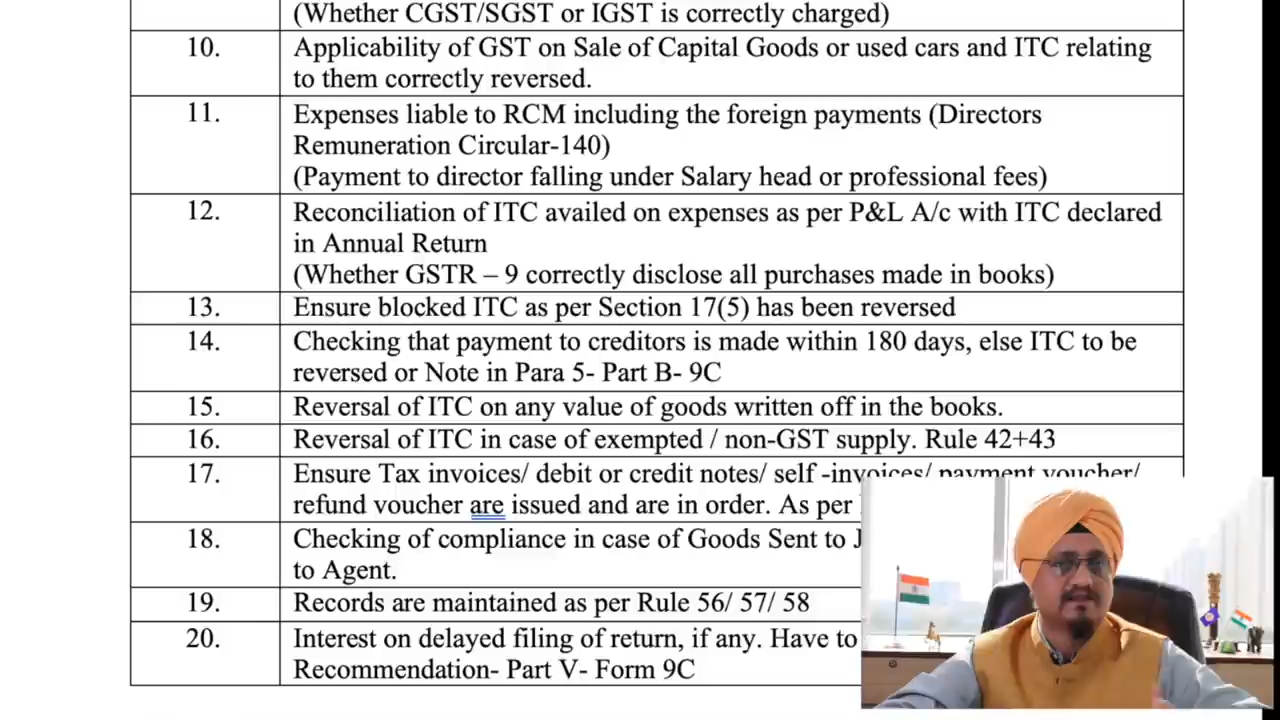 (Whether CGST/SGST or IGST is correctly charged)
10.
Applicability of GST on Sale of Capital Goods or used cars and ITC relating
to them correctly reversed.
11.
Expenses liable to RCM including the foreign payments (Directors
Remuneration Circular-140)
(Payment to director falling under Salary head or professional fees)
12.
Reconciliation of ITC availed on expenses as per P&L A/c with ITC declared
in Annual Return
(Whether GSTR – 9 correctly disclose all purchases made in books)
13.
Ensure blocked ITC as per Section 17(5) has been reversed
14.
Checking that payment to creditors is made within 180 days, else ITC to be
reversed or Note in Para 5- Part B- 9C
15.
Reversal of ITC on any value of goods written off in the books.
16.
Reversal of ITC in case of exempted / non-GST supply. Rule 42+43
17.
Ensure Tax invoices/ debit or credit notes/ self -invoices/ payment voucher/
refund voucher are issued and are in order. As per
18.
Checking of compliance in case of Goods Sent to
to Agent.
19.
Records are maintained as per Rule 56/ 57/ 58
20.
Interest on delayed filing of return, if any. Have to
Recommendation- Part V- Form 9C